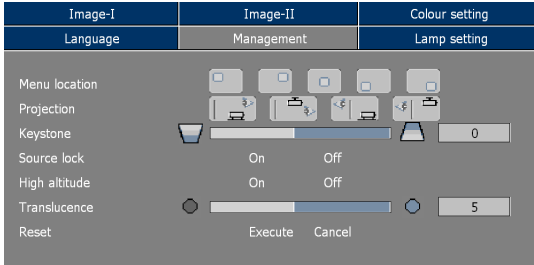 Image-I Image-II Colour setting
Language Management Lamp setting
Menu location
Projection
Keystone 0
Source lock On Off
High altitude On Off
Translucence 5
Reset Execute Cancel